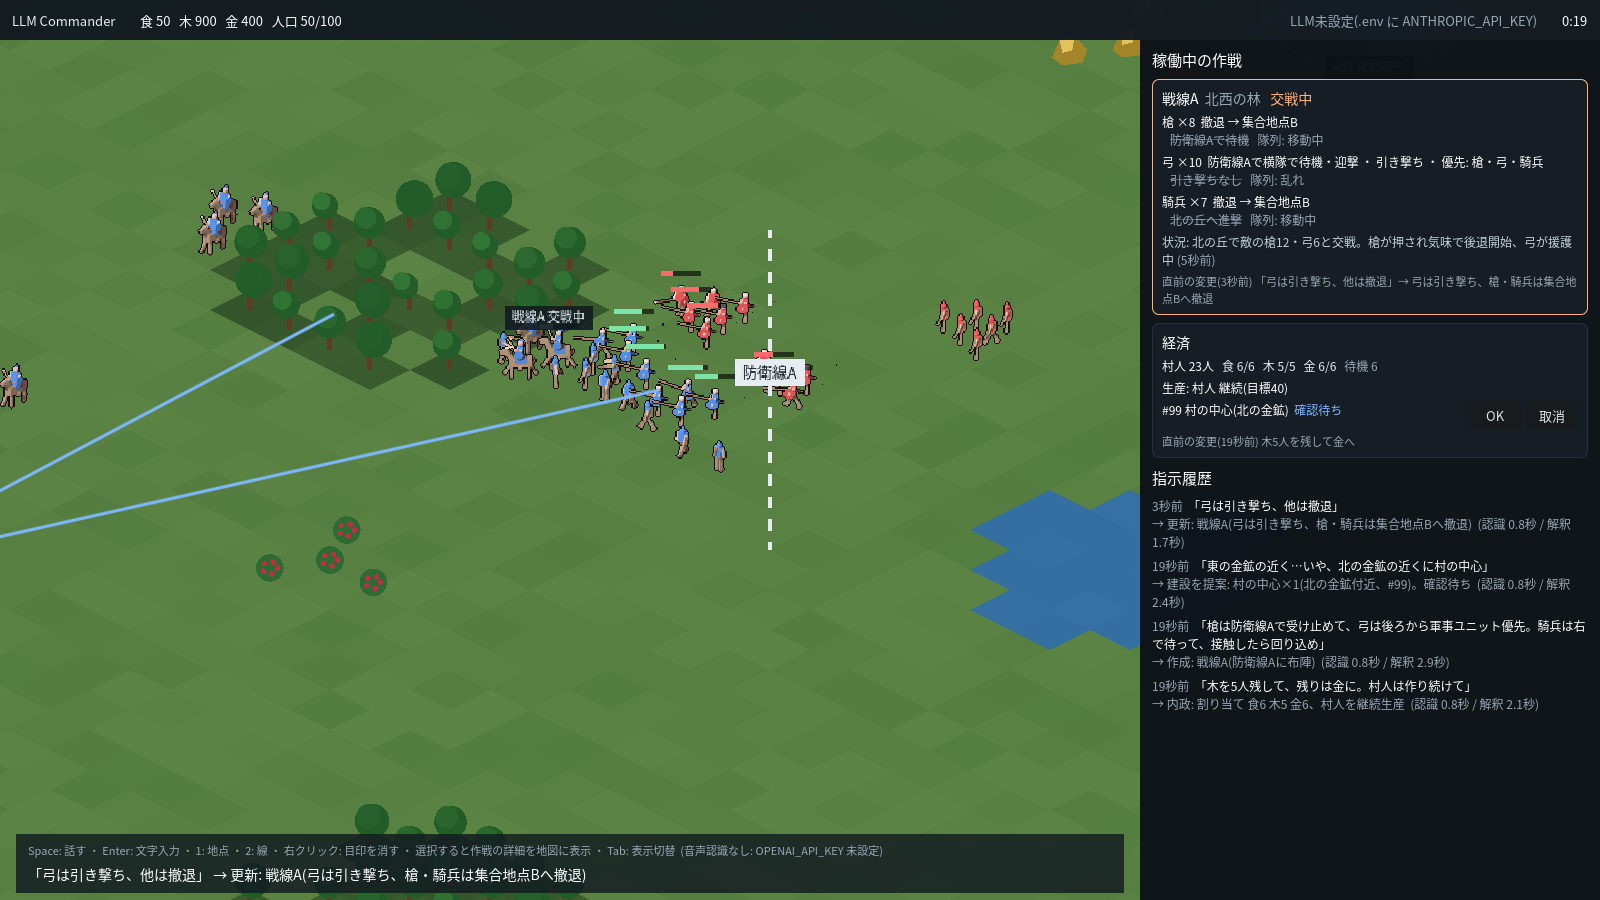 LLM Commander 食 50 木 900 金 400 人口 50/100 LLM未設定(.env に ANTHROPIC_API_KEY) 0:19
稼働中の作戦
戦線A 北西の林 交戦中
槍 ×8 撤退 → 集合地点B
防衛線Aで待機 隊列: 移動中
弓 ×10 防衛線Aで横隊で待機・迎撃 ・ 引き撃ち ・ 優先: 槍・弓・騎兵
引き撃ちなし 隊列: 乱れ
騎兵 ×7 撤退 → 集合地点B
北の丘へ進撃 隊列: 移動中
状況: 北の丘で敵の槍12・弓6と交戦。槍が押され気味で後退開始、弓が援護
中 (5秒前)
直前の変更(3秒前) 「弓は引き撃ち、他は撤退」→ 弓は引き撃ち、槍・騎兵は集合地
点Bへ撤退
経済
村人 23人 食 6/6 木 5/5 金 6/6 待機 6
生産: 村人 継続(目標40)
#99 村の中心(北の金鉱) 確認待ち OK 取消
直前の変更(19秒前) 木5人を残して金へ
指示履歴
3秒前 「弓は引き撃ち、他は撤退」
→ 更新: 戦線A(弓は引き撃ち、槍・騎兵は集合地点Bへ撤退) (認識 0.8秒 / 解釈
1.7秒)
19秒前 「東の金鉱の近く…いや、北の金鉱の近くに村の中心」
→ 建設を提案: 村の中心×1(北の金鉱付近、#99)。確認待ち (認識 0.8秒 / 解釈
2.4秒)
19秒前 「槍は防衛線Aで受け止めて、弓は後ろから軍事ユニット優先。騎兵は右
で待って、接触したら回り込め」
→ 作成: 戦線A(防衛線Aに布陣) (認識 0.8秒 / 解釈 2.9秒)
19秒前 「木を5人残して、残りは金に。村人は作り続けて」
→ 内政: 割り当て 食6 木5 金6、村人を継続生産 (認識 0.8秒 / 解釈 2.1秒)
戦線A 交戦中
防衛線A
Space: 話す ・ Enter: 文字入力 ・ 1: 地点 ・ 2: 線 ・ 右クリック: 目印を消す ・ 選択すると作戦の詳細を地図に表示 ・ Tab: 表示切替 (音声認識なし: OPENAI_API_KEY 未設定)
「弓は引き撃ち、他は撤退」 → 更新: 戦線A(弓は引き撃ち、槍・騎兵は集合地点Bへ撤退)